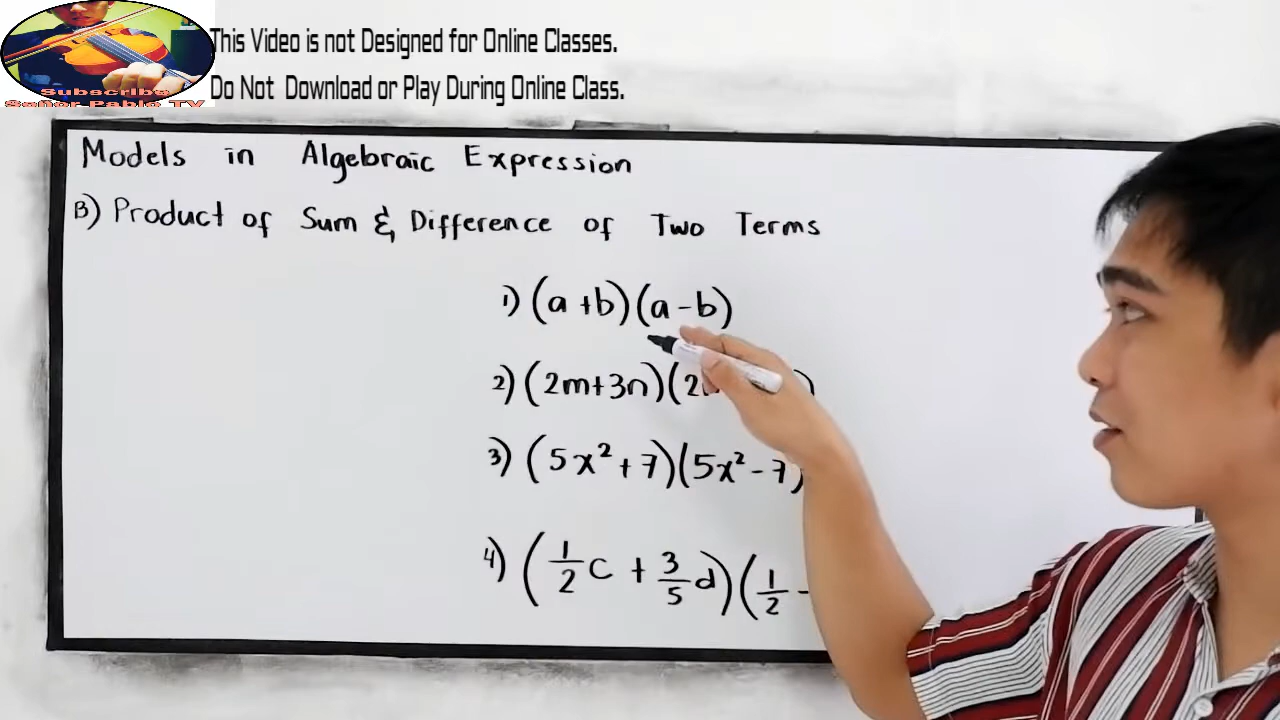 This Video is not Designed for Online Classes.
Do Not Download or Play During Online Class.
Subscribe
Señor Pablo TV
Models in Algebraic Expression
B) Product of Sum & Difference of Two Terms
1) (a+b)(a-b)
2) (2m+3n)(2
3) (5x²+7)(5x²-7)
4) (1/2 c + 3/5 d)(1/2 -